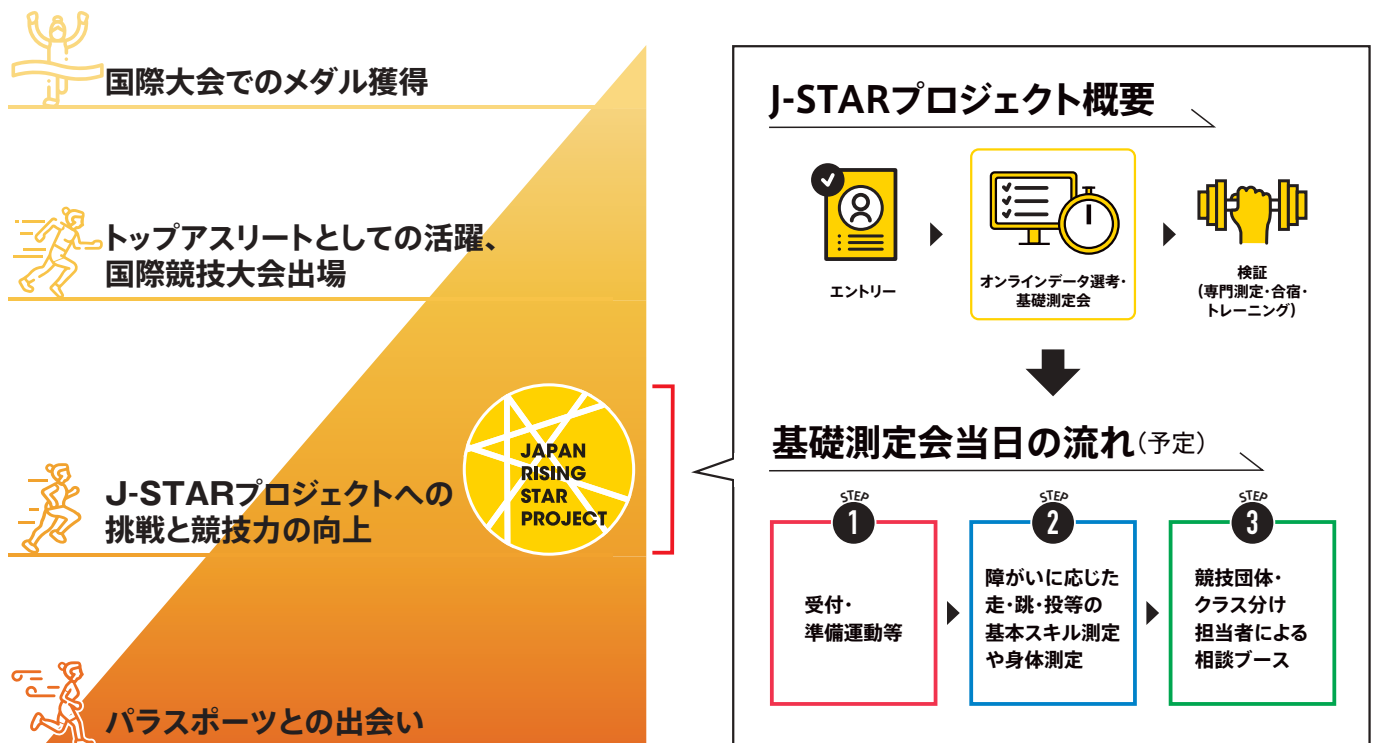 国際大会でのメダル獲得
トップアスリートとしての活躍、
国際競技大会出場
J-STARプロジェクトへの
挑戦と競技力の向上
パラスポーツとの出会い
JAPAN
RISING
STAR
PROJECT
J-STARプロジェクト概要
エントリー
オンラインデータ選考・
基礎測定会
検証
(専門測定・合宿・
トレーニング)
基礎測定会当日の流れ(予定)
STEP
1
受付・
準備運動等
STEP
2
障がいに応じた
走・跳・投等の
基本スキル測定
や身体測定
STEP
3
競技団体・
クラス分け
担当者による
相談ブース